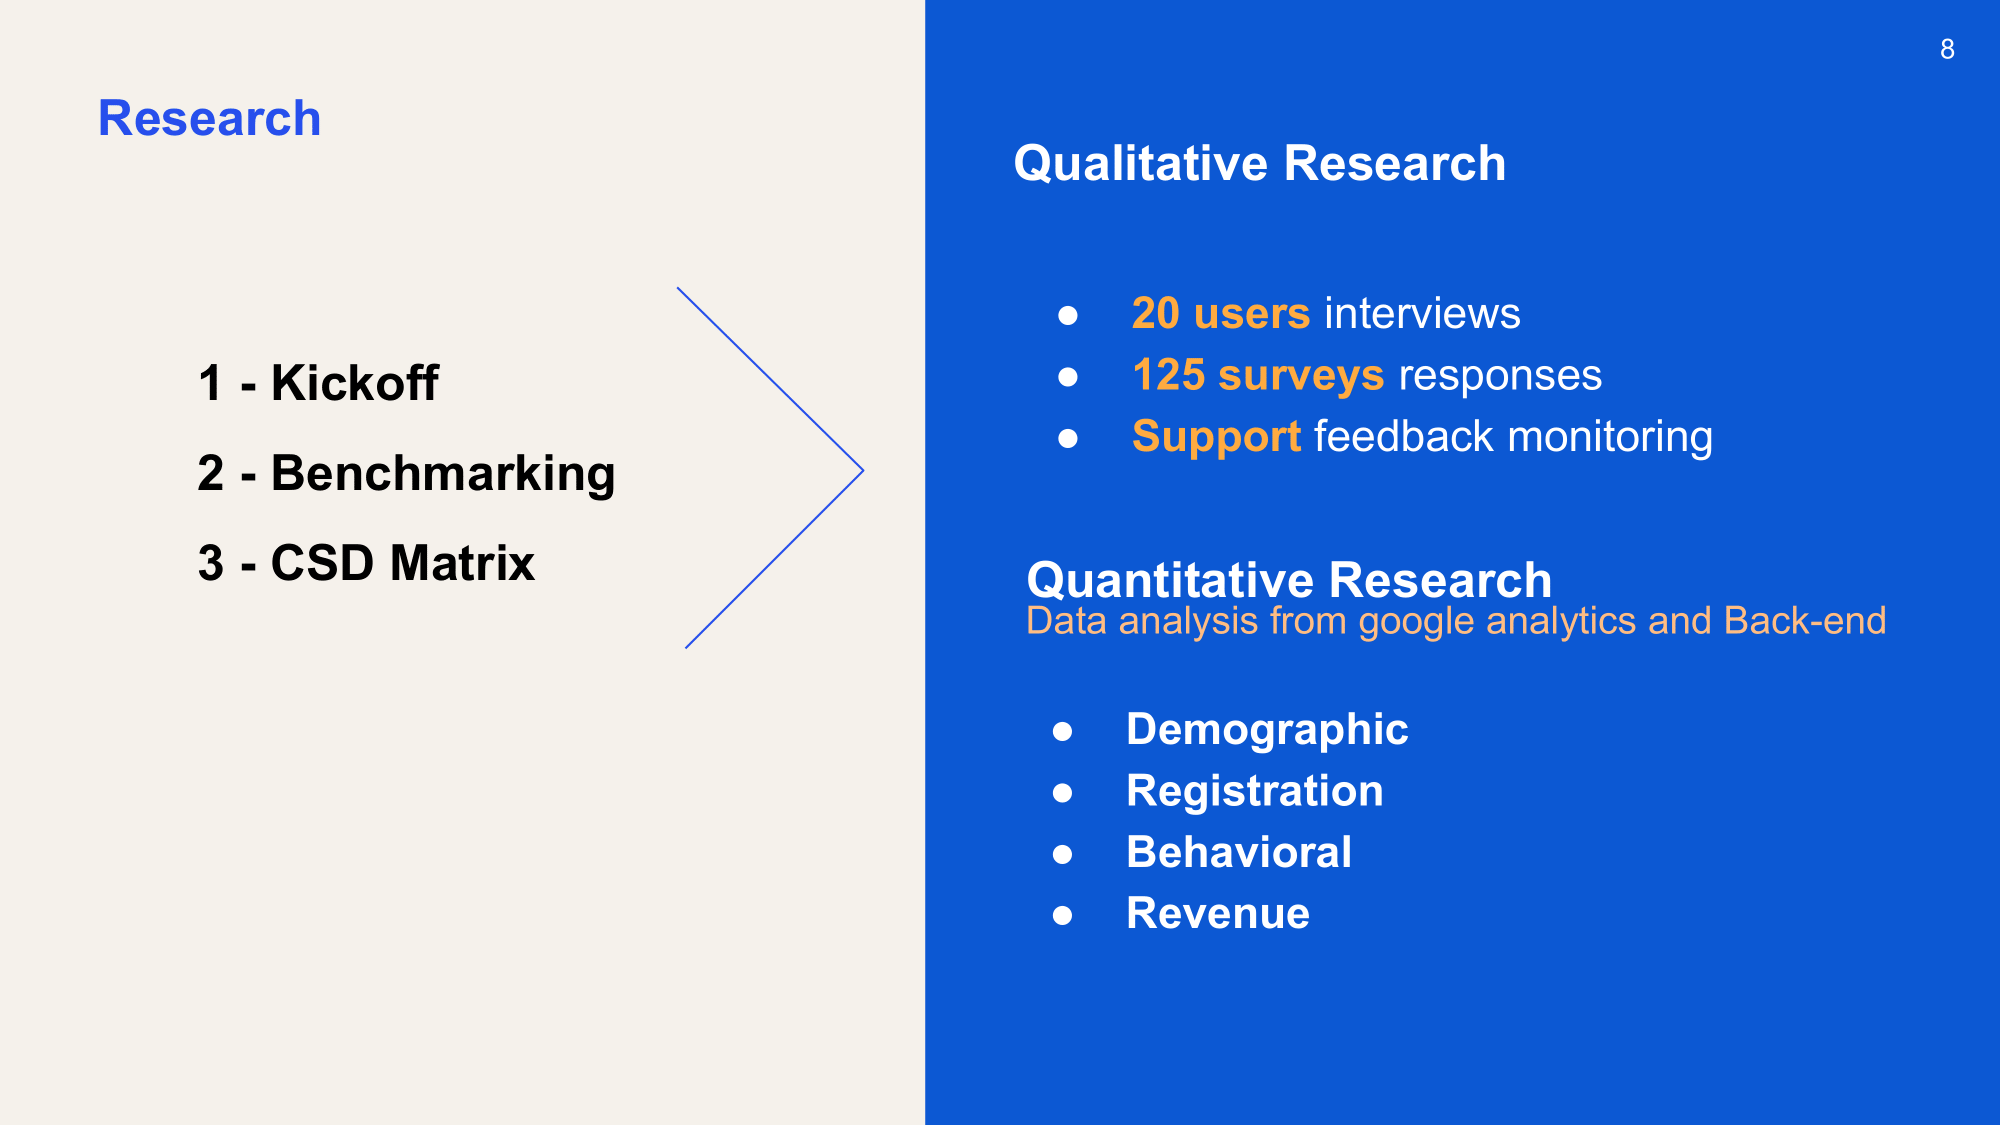 Research
1 - Kickoff
2 - Benchmarking
3 - CSD Matrix
8
Qualitative Research
● 20 users interviews
● 125 surveys responses
● Support feedback monitoring
Quantitative Research
Data analysis from google analytics and Back-end
● Demographic
● Registration
● Behavioral
● Revenue